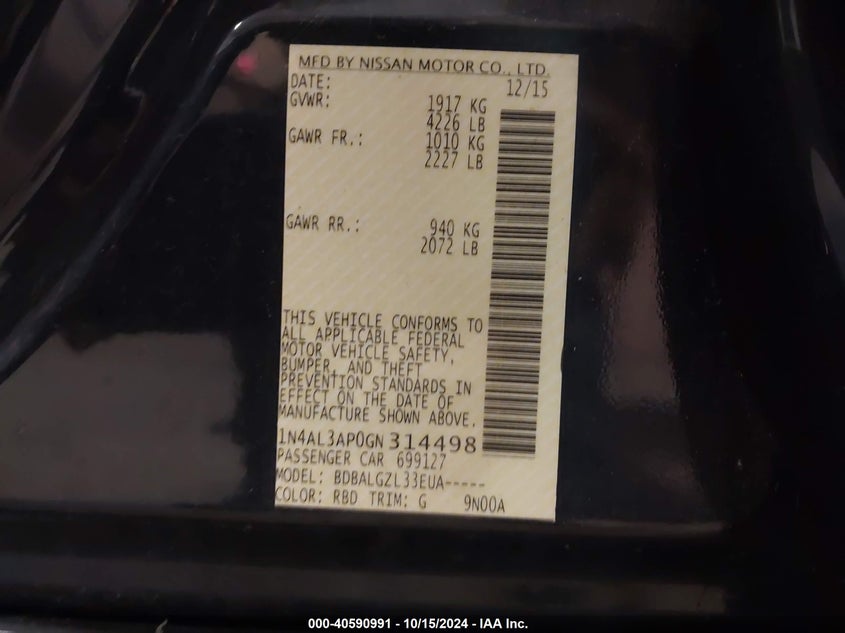 MFD BY NISSAN MOTOR CO., LTD.
DATE: 12/15
GVWR: 1917 KG
4226 LB
GAWR FR.: 1010 KG
2227 LB
GAWR RR.: 940 KG
2072 LB
THIS VEHICLE CONFORMS TO
ALL APPLICABLE FEDERAL
MOTOR VEHICLE SAFETY,
BUMPER, AND THEFT
PREVENTION STANDARDS IN
EFFECT ON THE DATE OF
MANUFACTURE SHOWN ABOVE.
1N4AL3AP0GN314498
PASSENGER CAR 699127
MODEL: BDBALGZL33EUA-----
COLOR: RBD TRIM: G 9N00A
000-40590991 - 10/15/2024 - IAA Inc.